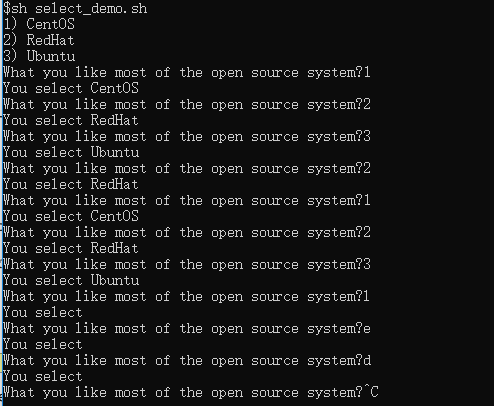 $sh select_demo.sh
1) CentOS
2) RedHat
3) Ubuntu
What you like most of the open source system?1
You select CentOS
What you like most of the open source system?2
You select RedHat
What you like most of the open source system?3
You select Ubuntu
What you like most of the open source system?2
You select RedHat
What you like most of the open source system?1
You select CentOS
What you like most of the open source system?2
You select RedHat
What you like most of the open source system?3
You select Ubuntu
What you like most of the open source system?1
You select
What you like most of the open source system?e
You select
What you like most of the open source system?d
You select
What you like most of the open source system?^C